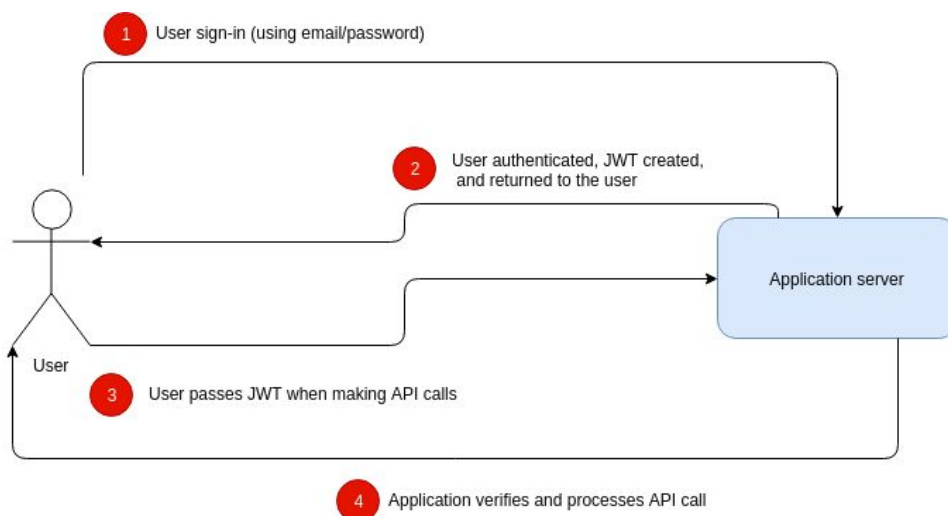 1 User sign-in (using email/password)
2 User authenticated, JWT created,
and returned to the user
Application server
User
3 User passes JWT when making API calls
4 Application verifies and processes API call